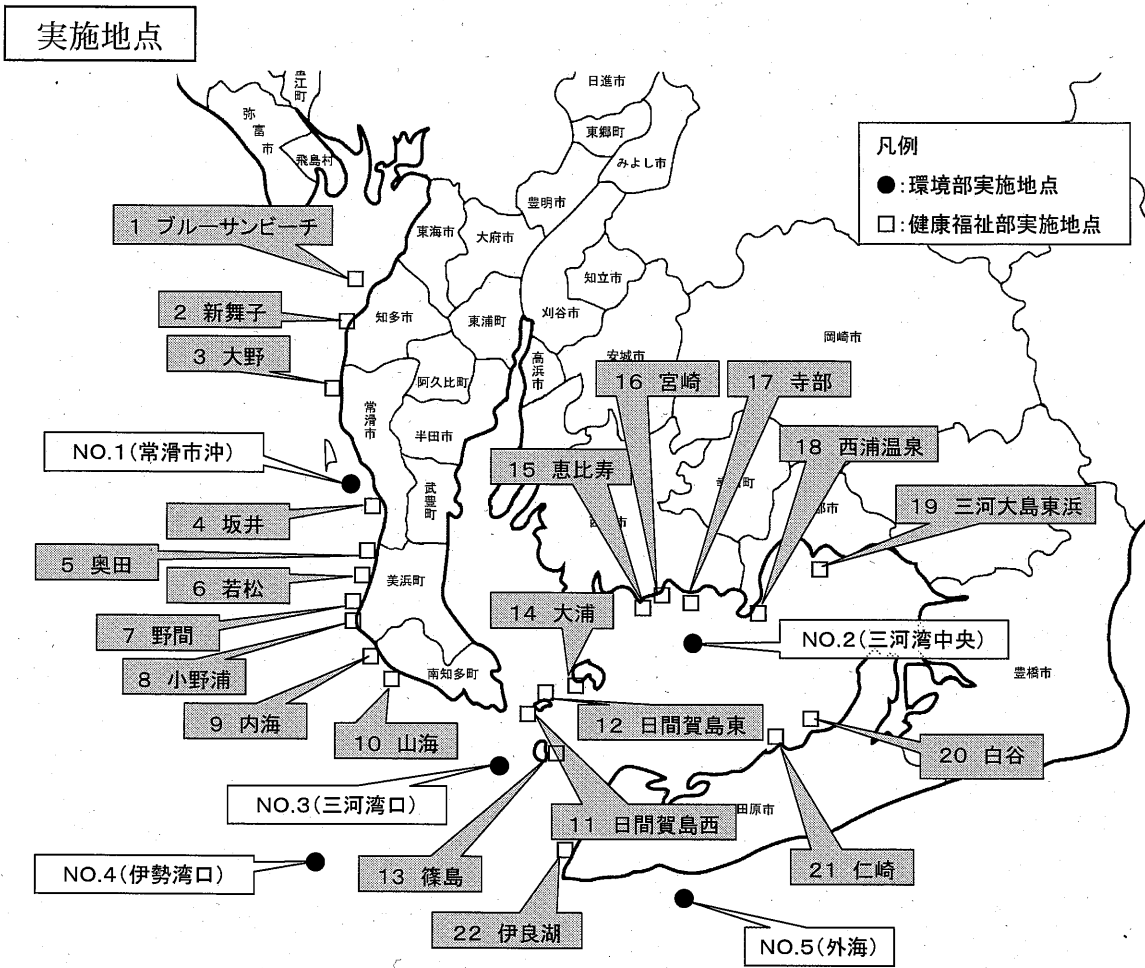 実施地点
弥富市
蟹江町
飛島村
日進市
東郷町
みよし市
豊明市
東海市
大府市
知立市
知多市
東浦町
刈谷市
高浜市
安城市
岡崎市
阿久比町
常滑市
半田市
武豊町
美浜町
南知多町
豊橋市
田原市
凡例
●:環境部実施地点
□:健康福祉部実施地点
1 ブルーサンビーチ
2 新舞子
3 大野
NO.1(常滑市沖)
4 坂井
5 奥田
6 若松
7 野間
8 小野浦
9 内海
10 山海
11 日間賀島西
12 日間賀島東
13 篠島
14 大浦
15 恵比寿
16 宮崎
17 寺部
18 西浦温泉
19 三河大島東浜
20 白谷
21 仁崎
22 伊良湖
NO.2(三河湾中央)
NO.3(三河湾口)
NO.4(伊勢湾口)
NO.5(外海)